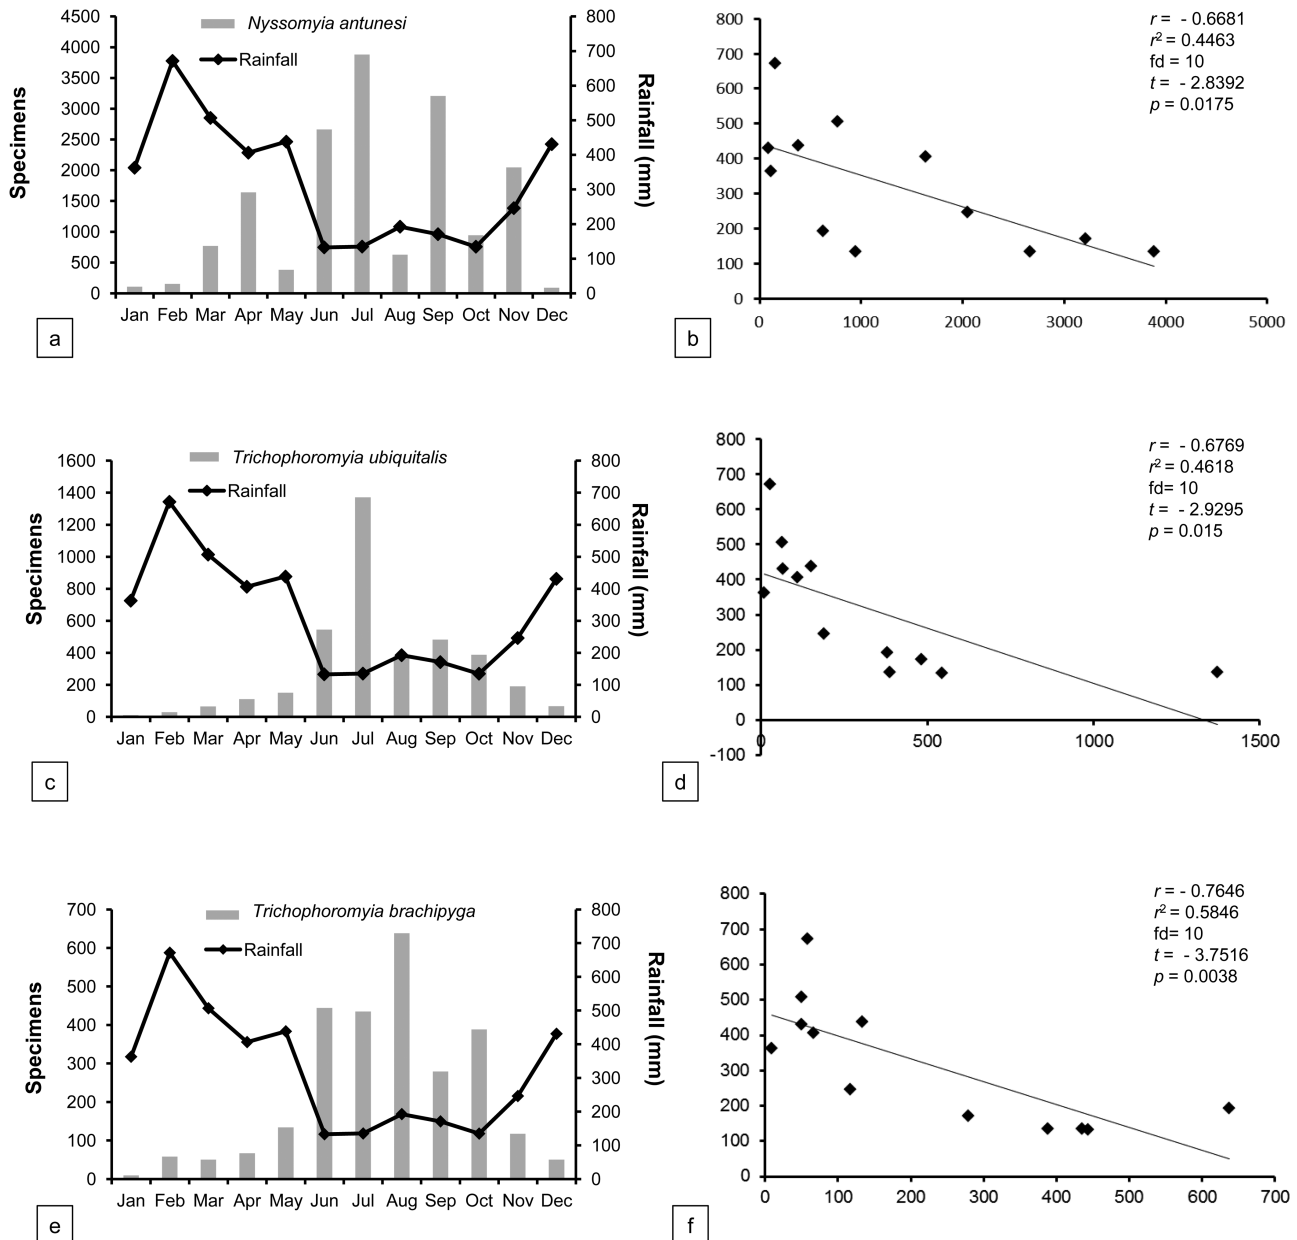 Nyssomyia antunesi
Rainfall
Specimens
Rainfall (mm)
4500
4000
3500
3000
2500
2000
1500
1000
500
0
800
700
600
500
400
300
200
100
0
Jan Feb Mar Apr May Jun Jul Aug Sep Oct Nov Dec
a
r = - 0.6681
r² = 0.4463
fd = 10
t = - 2.8392
p = 0.0175
800
700
600
500
400
300
200
100
0
0 1000 2000 3000 4000 5000
b
Trichophoromyia ubiquitalis
Rainfall
Specimens
Rainfall (mm)
1600
1400
1200
1000
800
600
400
200
0
800
700
600
500
400
300
200
100
0
Jan Feb Mar Apr May Jun Jul Aug Sep Oct Nov Dec
c
r = - 0.6769
r² = 0.4618
fd= 10
t = - 2.9295
p = 0.015
800
700
600
500
400
300
200
100
0
-100
0 500 1000 1500
d
Trichophoromyia brachipyga
Rainfall
Specimens
Rainfall (mm)
700
600
500
400
300
200
100
0
800
700
600
500
400
300
200
100
0
Jan Feb Mar Apr May Jun Jul Aug Sep Oct Nov Dec
e
r = - 0.7646
r² = 0.5846
fd= 10
t = - 3.7516
p = 0.0038
800
700
600
500
400
300
200
100
0
0 100 200 300 400 500 600 700
f